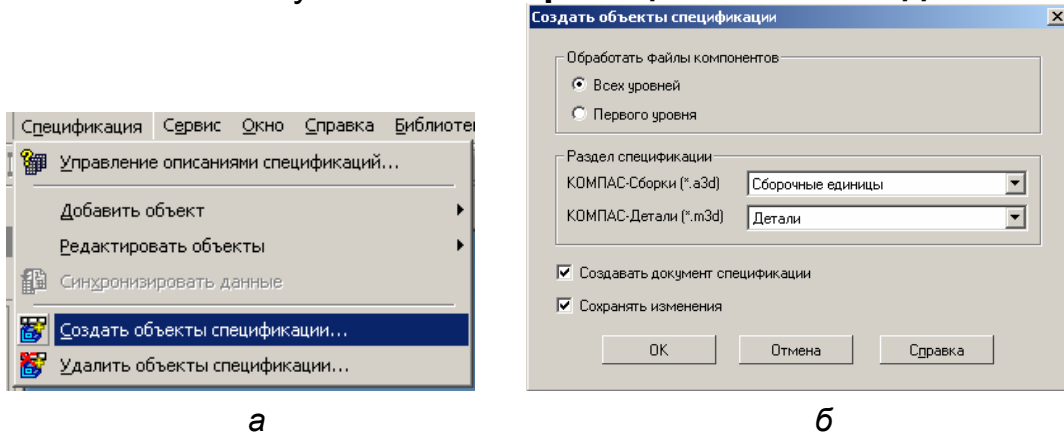 Создать объекты спецификации
Обработать файлы компонентов
Всех уровней
Первого уровня
Раздел спецификации
КОМПАС-Сборки (*.a3d) Сборочные единицы
КОМПАС-Детали (*.m3d) Детали
Создавать документ спецификации
Сохранять изменения
OK Отмена Справка
Спецификация Сервис Окно Справка Библиоте
Управление описаниями спецификаций...
Добавить объект
Редактировать объекты
Синхронизировать данные
Создать объекты спецификации...
Удалить объекты спецификации...
а б